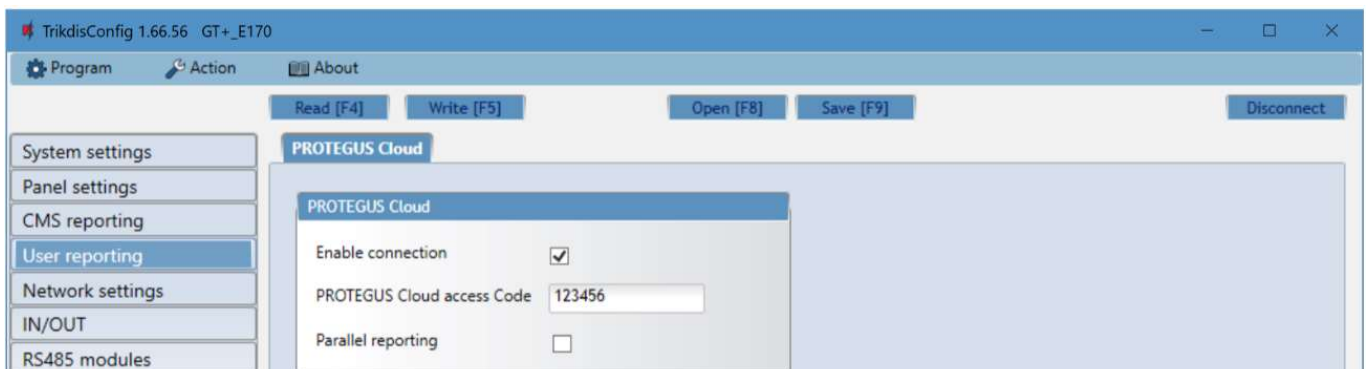 TrikdisConfig 1.66.56 GT+_E170
Program Action About
Read [F4] Write [F5] Open [F8] Save [F9] Disconnect
System settings
Panel settings
CMS reporting
User reporting
Network settings
IN/OUT
RS485 modules
PROTEGUS Cloud
PROTEGUS Cloud
Enable connection
PROTEGUS Cloud access Code 123456
Parallel reporting